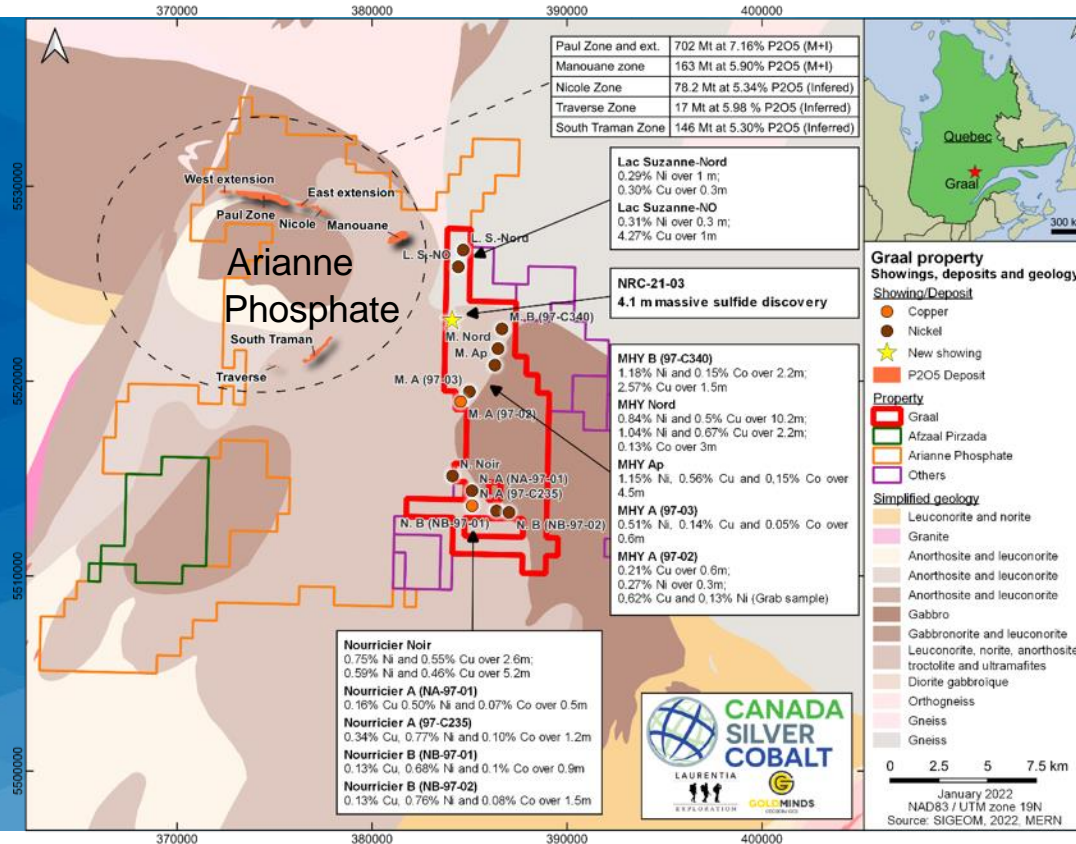 370000 380000 390000 400000
Paul Zone and ext. 702 Mt at 7.16% P2O5 (M+I)
Manouane zone 163 Mt at 5.90% P2O5 (M+I)
Nicole Zone 78.2 Mt at 5.34% P2O5 (Infered)
Traverse Zone 17 Mt at 5.98 % P2O5 (Inferred)
South Traman Zone 146 Mt at 5.30% P2O5 (Inferred)
5530000
5520000
5510000
5500000
West extension
East extension
Paul Zone
Nicole
Manouane
Arianne
Phosphate
South Traman
Traverse
L. S.-Nord
L. S.-NO
M. B (97-C340)
M. Nord
M. Ap
M. A (97-03)
M. A (97-02)
N. Noir
N. A (NA-97-01)
N. A (97-C235)
N. B (NB-97-01)
N. B (NB-97-02)
Lac Suzanne-Nord
0.29% Ni over 1 m;
0.30% Cu over 0.3m
Lac Suzanne-NO
0.31% Ni over 0.3 m;
4.27% Cu over 1m
NRC-21-03
4.1 m massive sulfide discovery
MHY B (97-C340)
1.18% Ni and 0.15% Co over 2.2m;
2.57% Cu over 1.5m
MHY Nord
0.84% Ni and 0.5% Cu over 10.2m;
1.04% Ni and 0.67% Cu over 2.2m;
0.13% Co over 3m
MHY Ap
1.15% Ni, 0.56% Cu and 0,15% Co over
4.5m
MHY A (97-03)
0.51% Ni, 0.14% Cu and 0.05% Co over
0.6m
MHY A (97-02)
0.21% Cu over 0.6m;
0.27% Ni over 0.3m;
0,62% Cu and 0,13% Ni (Grab sample)
Nourricier Noir
0.75% Ni and 0.55% Cu over 2.6m;
0.59% Ni and 0.46% Cu over 5.2m
Nourricier A (NA-97-01)
0.16% Cu 0.50% Ni and 0.07% Co over 0.5m
Nourricier A (97-C235)
0.34% Cu, 0.77% Ni and 0.10% Co over 1.2m
Nourricier B (NB-97-01)
0.13% Cu, 0.68% Ni and 0.1% Co over 0.9m
Nourricier B (NB-97-02)
0.13% Cu, 0.76% Ni and 0.08% Co over 1.5m
CANADA
SILVER
COBALT
LAURENTIA
EXPLORATION
GOLDMINDS
370000 380000 390000 400000
Quebec
Graal
300 k
Graal property
Showings, deposits and geology
Showing/Deposit
Copper
Nickel
New showing
P2O5 Deposit
Property
Graal
Afzaal Pirzada
Arianne Phosphate
Others
Simplified geology
Leuconorite and norite
Granite
Anorthosite and leuconorite
Anorthosite and leuconorite
Anorthosite and leuconorite
Gabbro
Gabbronorite and leuconorite
Leuconorite, norite, anorthosite
troctolite and ultramafites
Diorite gabbroïque
Orthogneiss
Gneiss
Gneiss
0 2.5 5 7.5 km
January 2022
NAD83 / UTM zone 19N
Source: SIGEOM, 2022, MERN